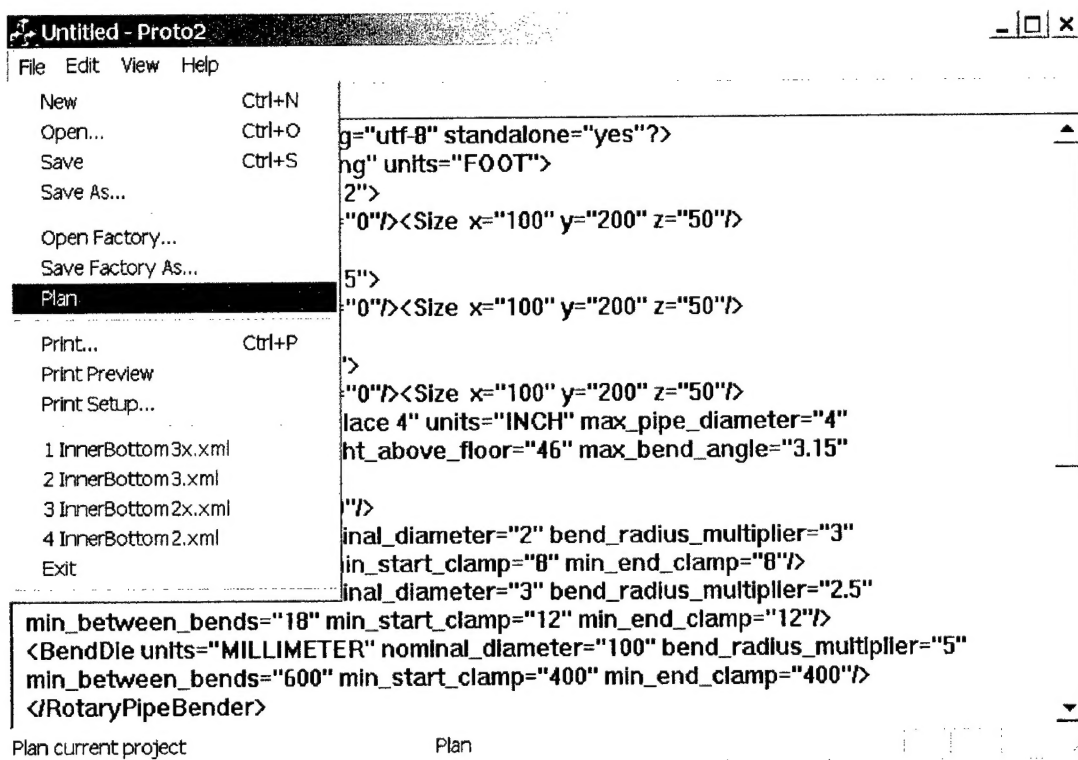 Untitled - Proto2
File Edit View Help
New Ctrl+N
Open... Ctrl+O
Save Ctrl+S
Save As...
Open Factory...
Save Factory As...
Plan
Print... Ctrl+P
Print Preview
Print Setup...
1 InnerBottom3x.xml
2 InnerBottom3.xml
3 InnerBottom2x.xml
4 InnerBottom2.xml
Exit
g="utf-8" standalone="yes"?>
ng" units="FOOT">
2">
="0"/><Size x="100" y="200" z="50"/>
5">
="0"/><Size x="100" y="200" z="50"/>
">
="0"/><Size x="100" y="200" z="50"/>
lace 4" units="INCH" max_pipe_diameter="4"
ht_above_floor="46" max_bend_angle="3.15"
"/>
inal_diameter="2" bend_radius_multiplier="3"
in_start_clamp="8" min_end_clamp="8"/>
inal_diameter="3" bend_radius_multiplier="2.5"
min_between_bends="18" min_start_clamp="12" min_end_clamp="12"/>
<BendDie units="MILLIMETER" nominal_diameter="100" bend_radius_multiplier="5"
min_between_bends="600" min_start_clamp="400" min_end_clamp="400"/>
</RotaryPipeBender>
Plan current project Plan